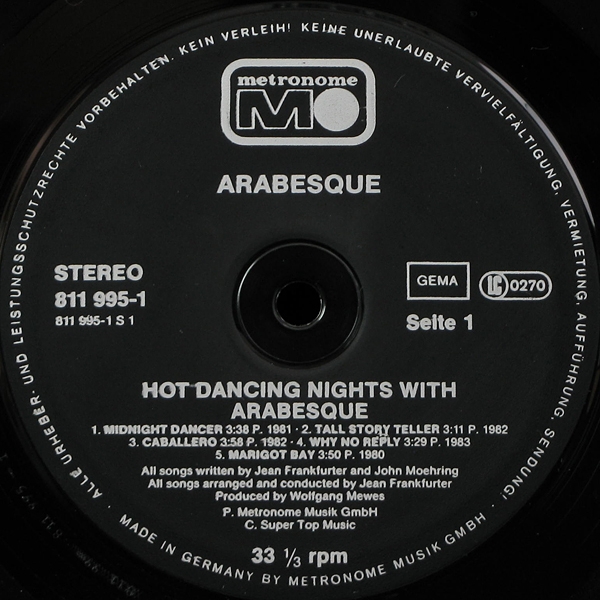 ALLE URHEBER- UND LEISTUNGSSCHUTZRECHTE VORBEHALTEN. KEIN VERLEIH! KEINE UNERLAUBTE VERVIELFÄLTIGUNG, VERMIETUNG, AUFFÜHRUNG, SENDUNG!
metronome
M
ARABESQUE
STEREO
811 995-1
811 995-1 S 1
GEMA
LC 0270
Seite 1
HOT DANCING NIGHTS WITH
ARABESQUE
1. MIDNIGHT DANCER 3:38 P. 1981 · 2. TALL STORY TELLER 3:11 P. 1982
3. CABALLERO 3:58 P. 1982 · 4. WHY NO REPLY 3:29 P. 1983
5. MARIGOT BAY 3:50 P. 1980
All songs written by Jean Frankfurter and John Moehring
All songs arranged and conducted by Jean Frankfurter
Produced by Wolfgang Mewes
P. Metronome Musik GmbH
C. Super Top Music
33 1/3 rpm
MADE IN GERMANY BY METRONOME MUSIK GMBH